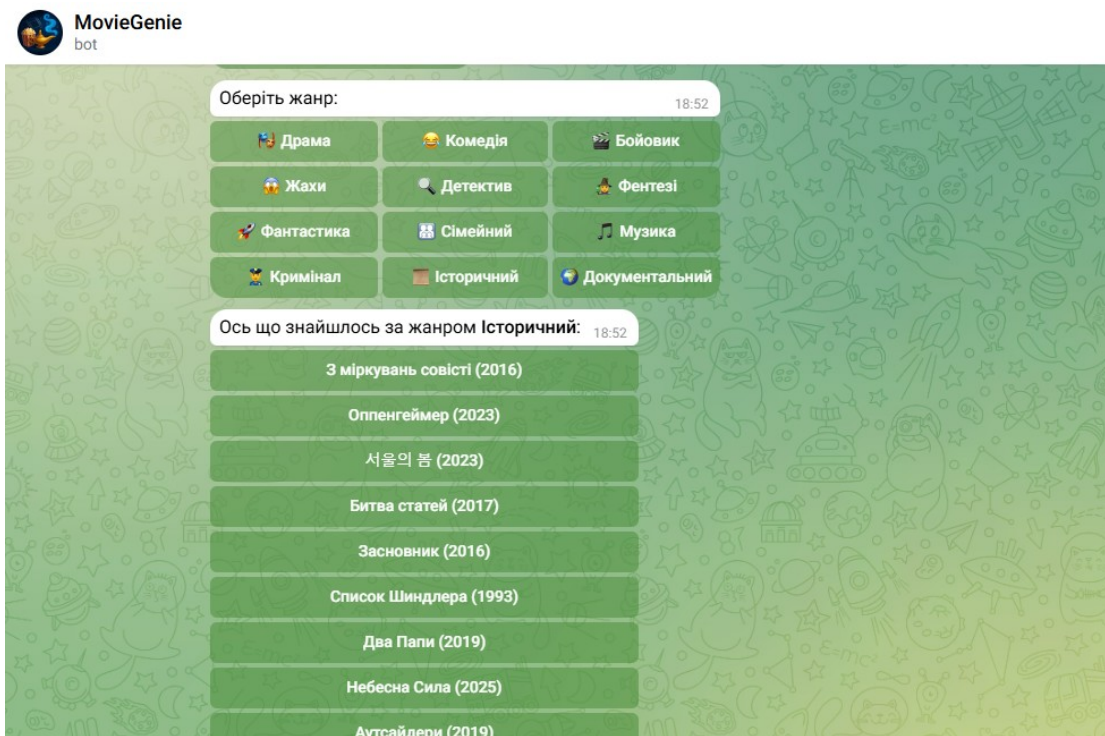 MovieGenie
bot
Оберіть жанр:
18:52
Драма
Комедія
Бойовик
Жахи
Детектив
Фентезі
Фантастика
Сімейний
Музика
Кримінал
Історичний
Документальний
Ось що знайшлось за жанром Історичний:
18:52
З міркувань совісті (2016)
Оппенгеймер (2023)
서울의 봄 (2023)
Битва статей (2017)
Засновник (2016)
Список Шиндлера (1993)
Два Папи (2019)
Небесна Сила (2025)
Аутсайдери (2019)